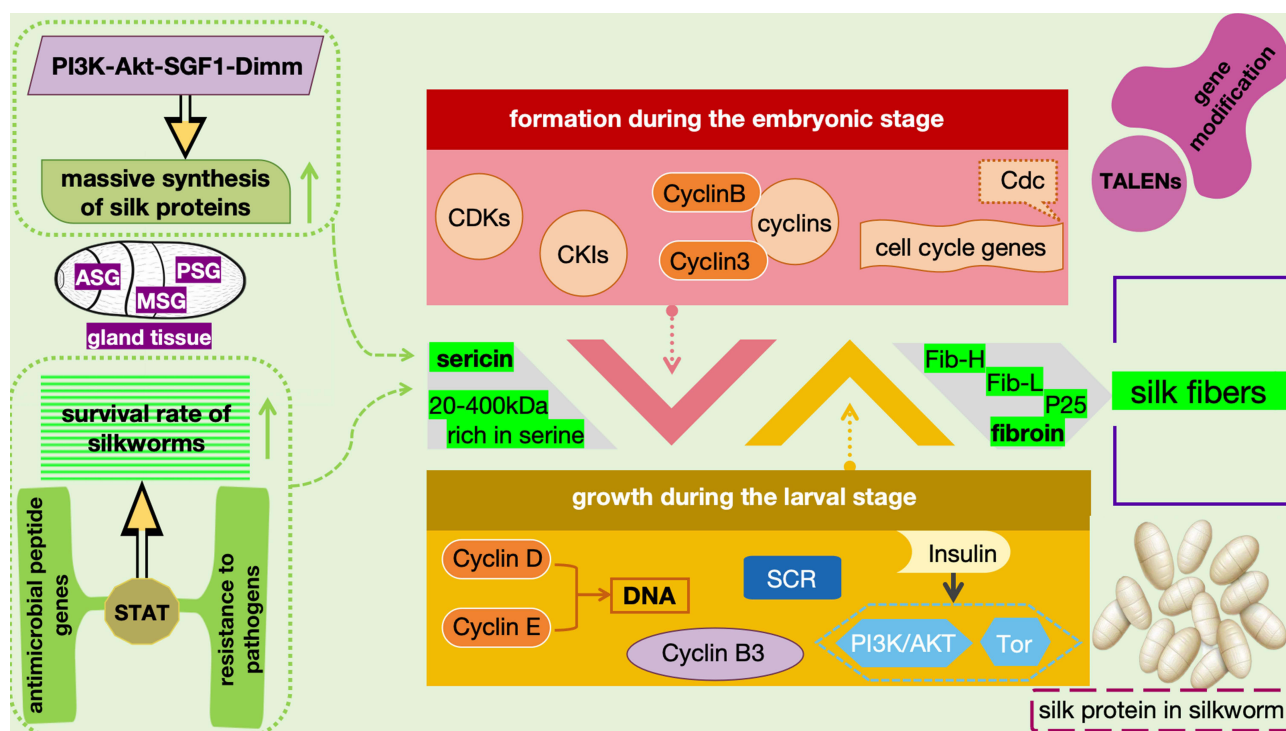 PI3K-Akt-SGF1-Dimm
massive synthesis
of silk proteins
ASG
PSG
MSG
gland tissue
survival rate of
silkworms
antimicrobial peptide
genes
STAT
resistance to
pathogens
formation during the embryonic stage
CDKs
CKIs
CyclinB
cyclins
Cyclin3
Cdc
cell cycle genes
sericin
20-400kDa
rich in serine
Fib-H
Fib-L
P25
fibroin
growth during the larval stage
Cyclin D
Cyclin E
DNA
SCR
Cyclin B3
Insulin
PI3K/AKT
Tor
gene
modification
TALENs
silk fibers
silk protein in silkworm